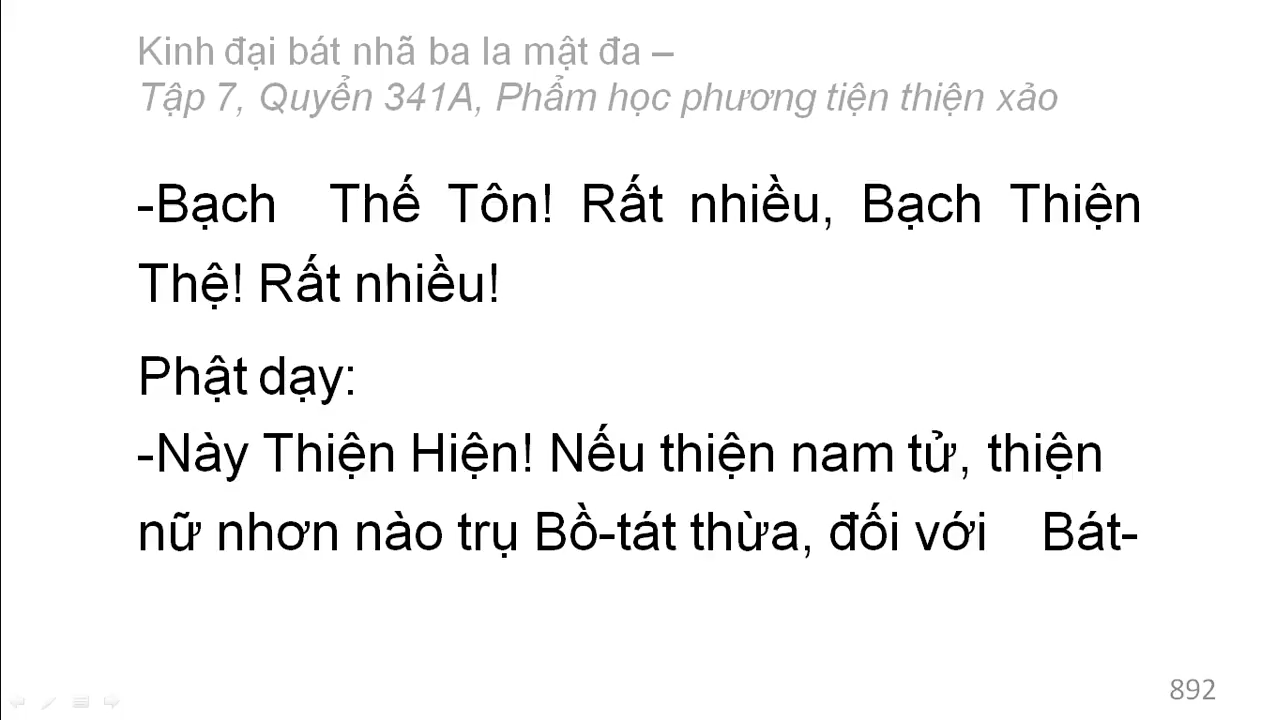 Kinh đại bát nhã ba la mật đa –
Tập 7, Quyển 341A, Phẩm học phương tiện thiện xảo
-Bạch Thế Tôn! Rất nhiều, Bạch Thiện
Thệ! Rất nhiều!
Phật dạy:
-Này Thiện Hiện! Nếu thiện nam tử, thiện
nữ nhơn nào trụ Bồ-tát thừa, đối với Bát-
892